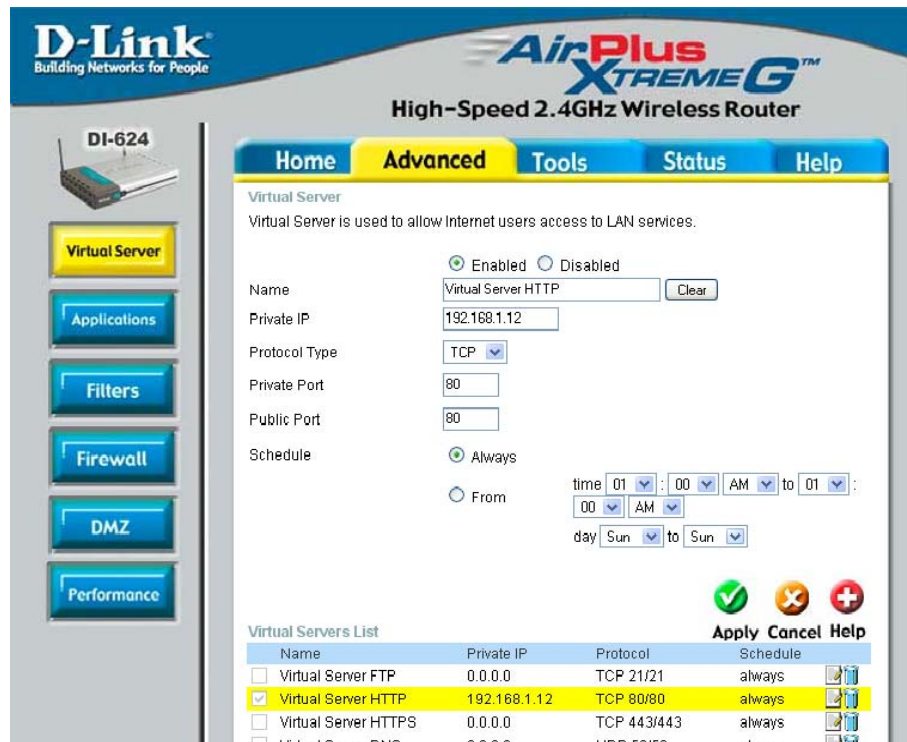 D-Link
Building Networks for People
AirPlus
XTREME G™
High-Speed 2.4GHz Wireless Router
DI-624
Home Advanced Tools Status Help
Virtual Server
Applications
Filters
Firewall
DMZ
Performance
Virtual Server
Virtual Server is used to allow Internet users access to LAN services.
Enabled Disabled
Name Virtual Server HTTP Clear
Private IP 192.168.1.12
Protocol Type TCP
Private Port 80
Public Port 80
Schedule Always
From time 01 : 00 AM to 01 :
00 AM
day Sun to Sun
Apply Cancel Help
Virtual Servers List
Name Private IP Protocol Schedule
Virtual Server FTP 0.0.0.0 TCP 21/21 always
Virtual Server HTTP 192.168.1.12 TCP 80/80 always
Virtual Server HTTPS 0.0.0.0 TCP 443/443 always